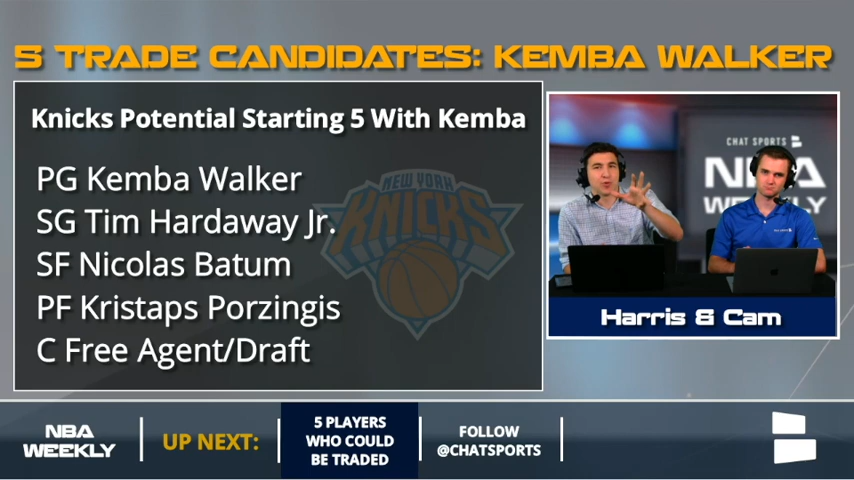 5 TRADE CANDIDATES: KEMBA WALKER
Knicks Potential Starting 5 With Kemba
PG Kemba Walker
SG Tim Hardaway Jr.
SF Nicolas Batum
PF Kristaps Porzingis
C Free Agent/Draft
NEW YORK
KNICKS
CHAT SPORTS
NBA
WEEKLY
Harris & Cam
NBA
WEEKLY
UP NEXT:
5 PLAYERS
WHO COULD
BE TRADED
FOLLOW
@CHATSPORTS